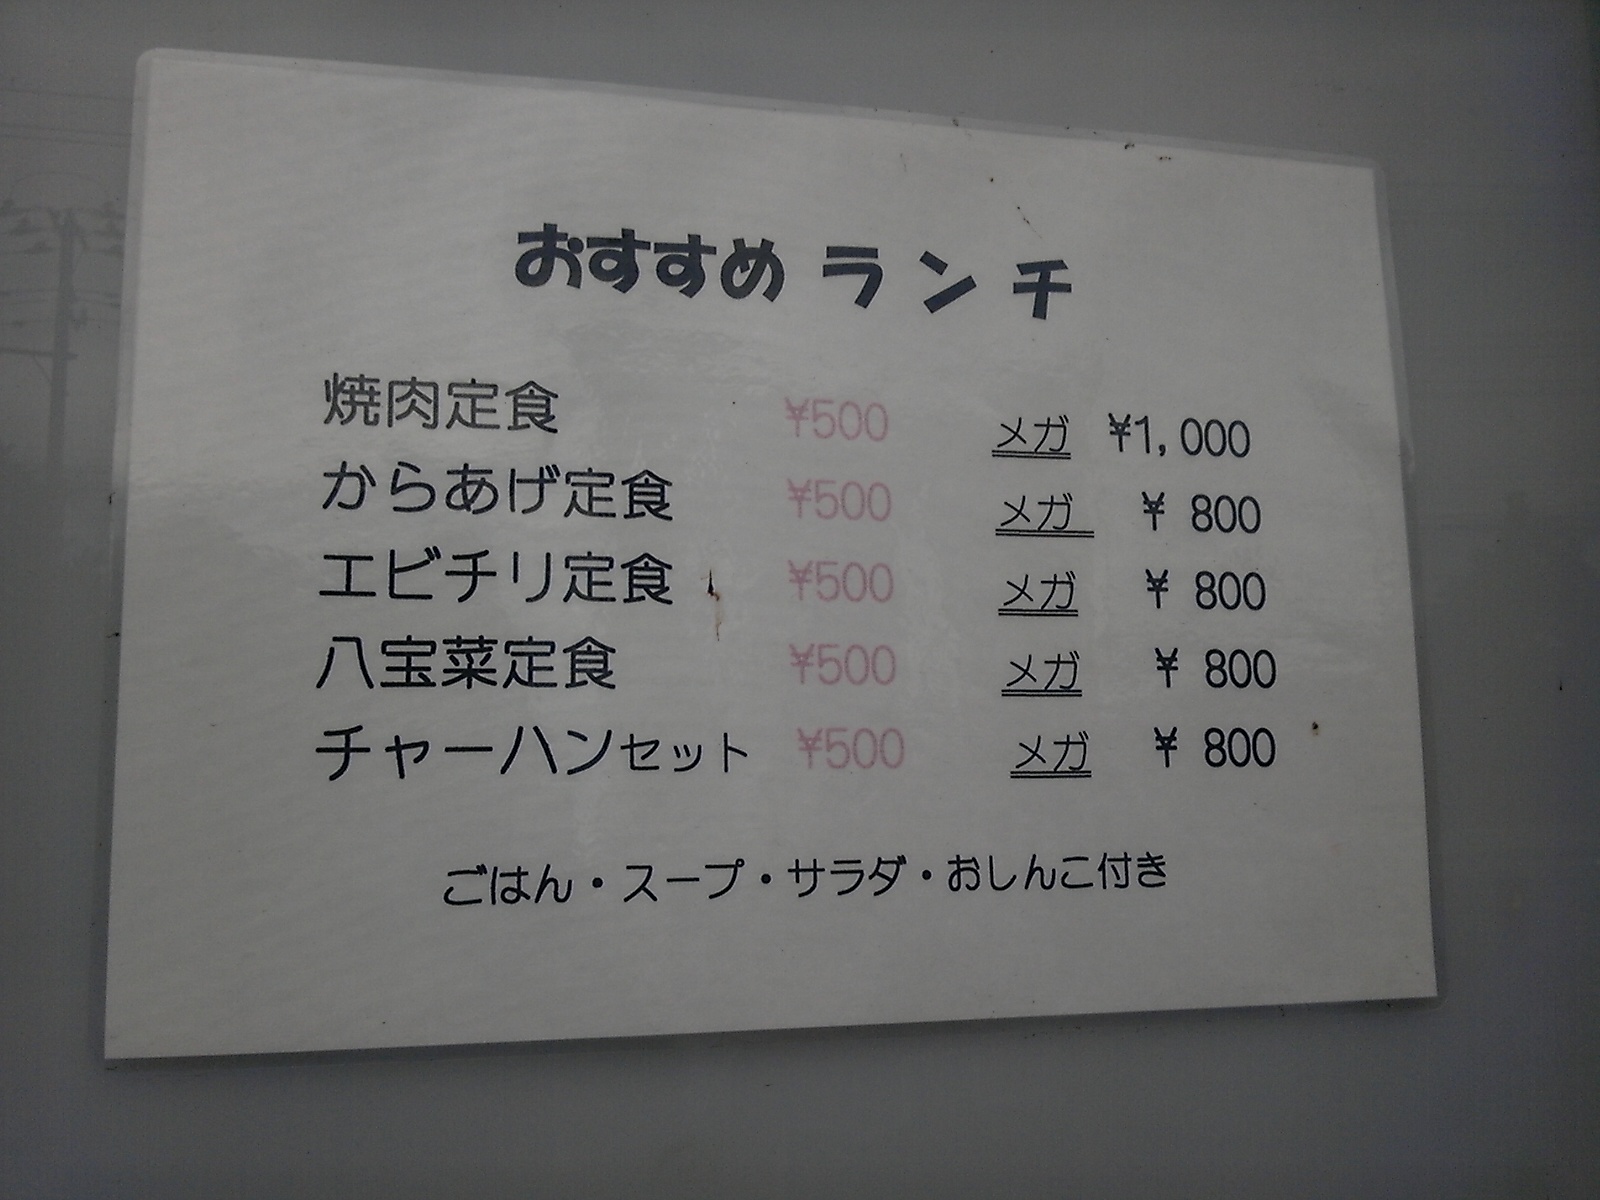 おすすめ ランチ
焼肉定食 ¥500 メガ ¥1,000
からあげ定食 ¥500 メガ ¥ 800
エビチリ定食 ¥500 メガ ¥ 800
八宝菜定食 ¥500 メガ ¥ 800
チャーハンセット ¥500 メガ ¥ 800
ごはん・スープ・サラダ・おしんこ付き